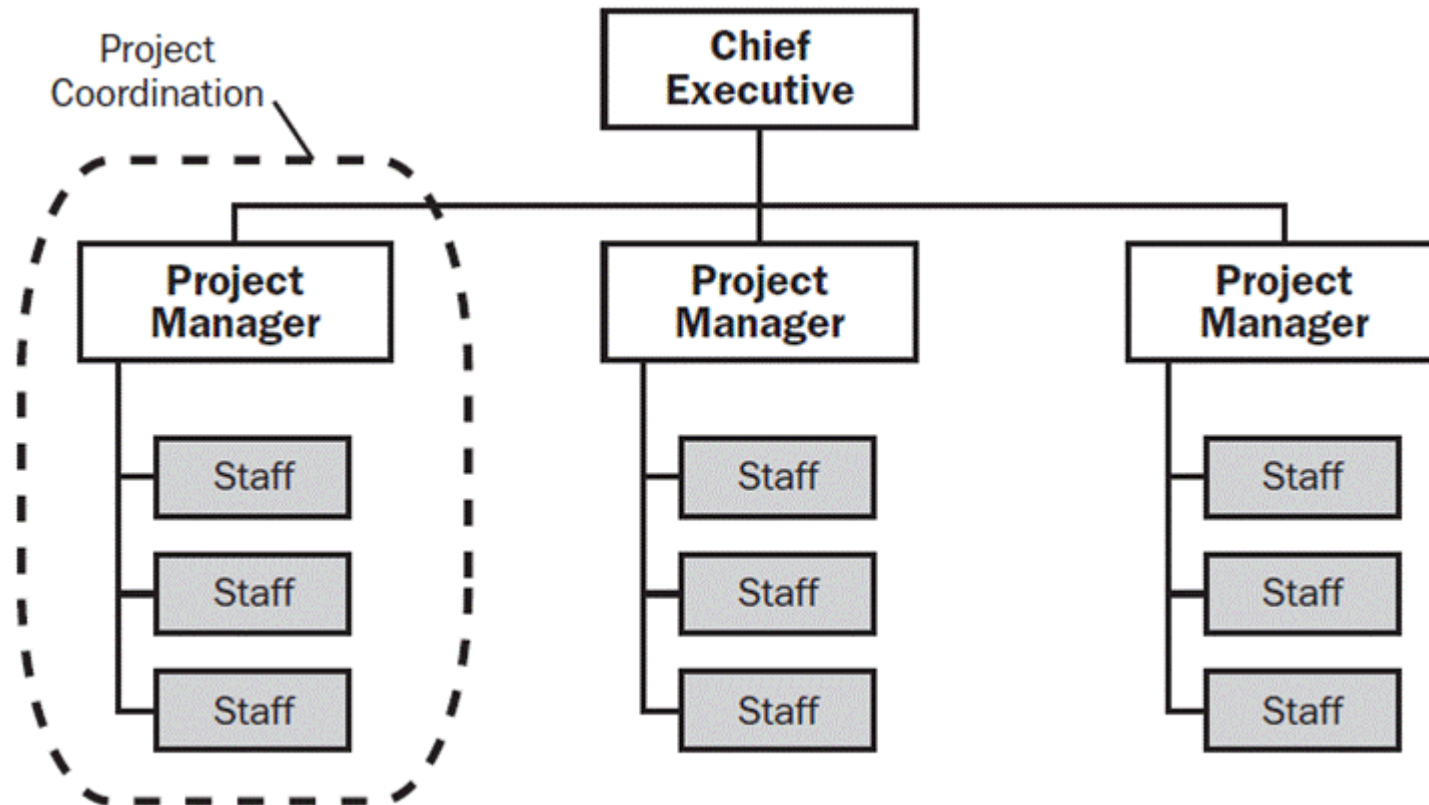 Project
Coordination
Chief
Executive
Project
Manager
Project
Manager
Project
Manager
Staff
Staff
Staff
Staff
Staff
Staff
Staff
Staff
Staff